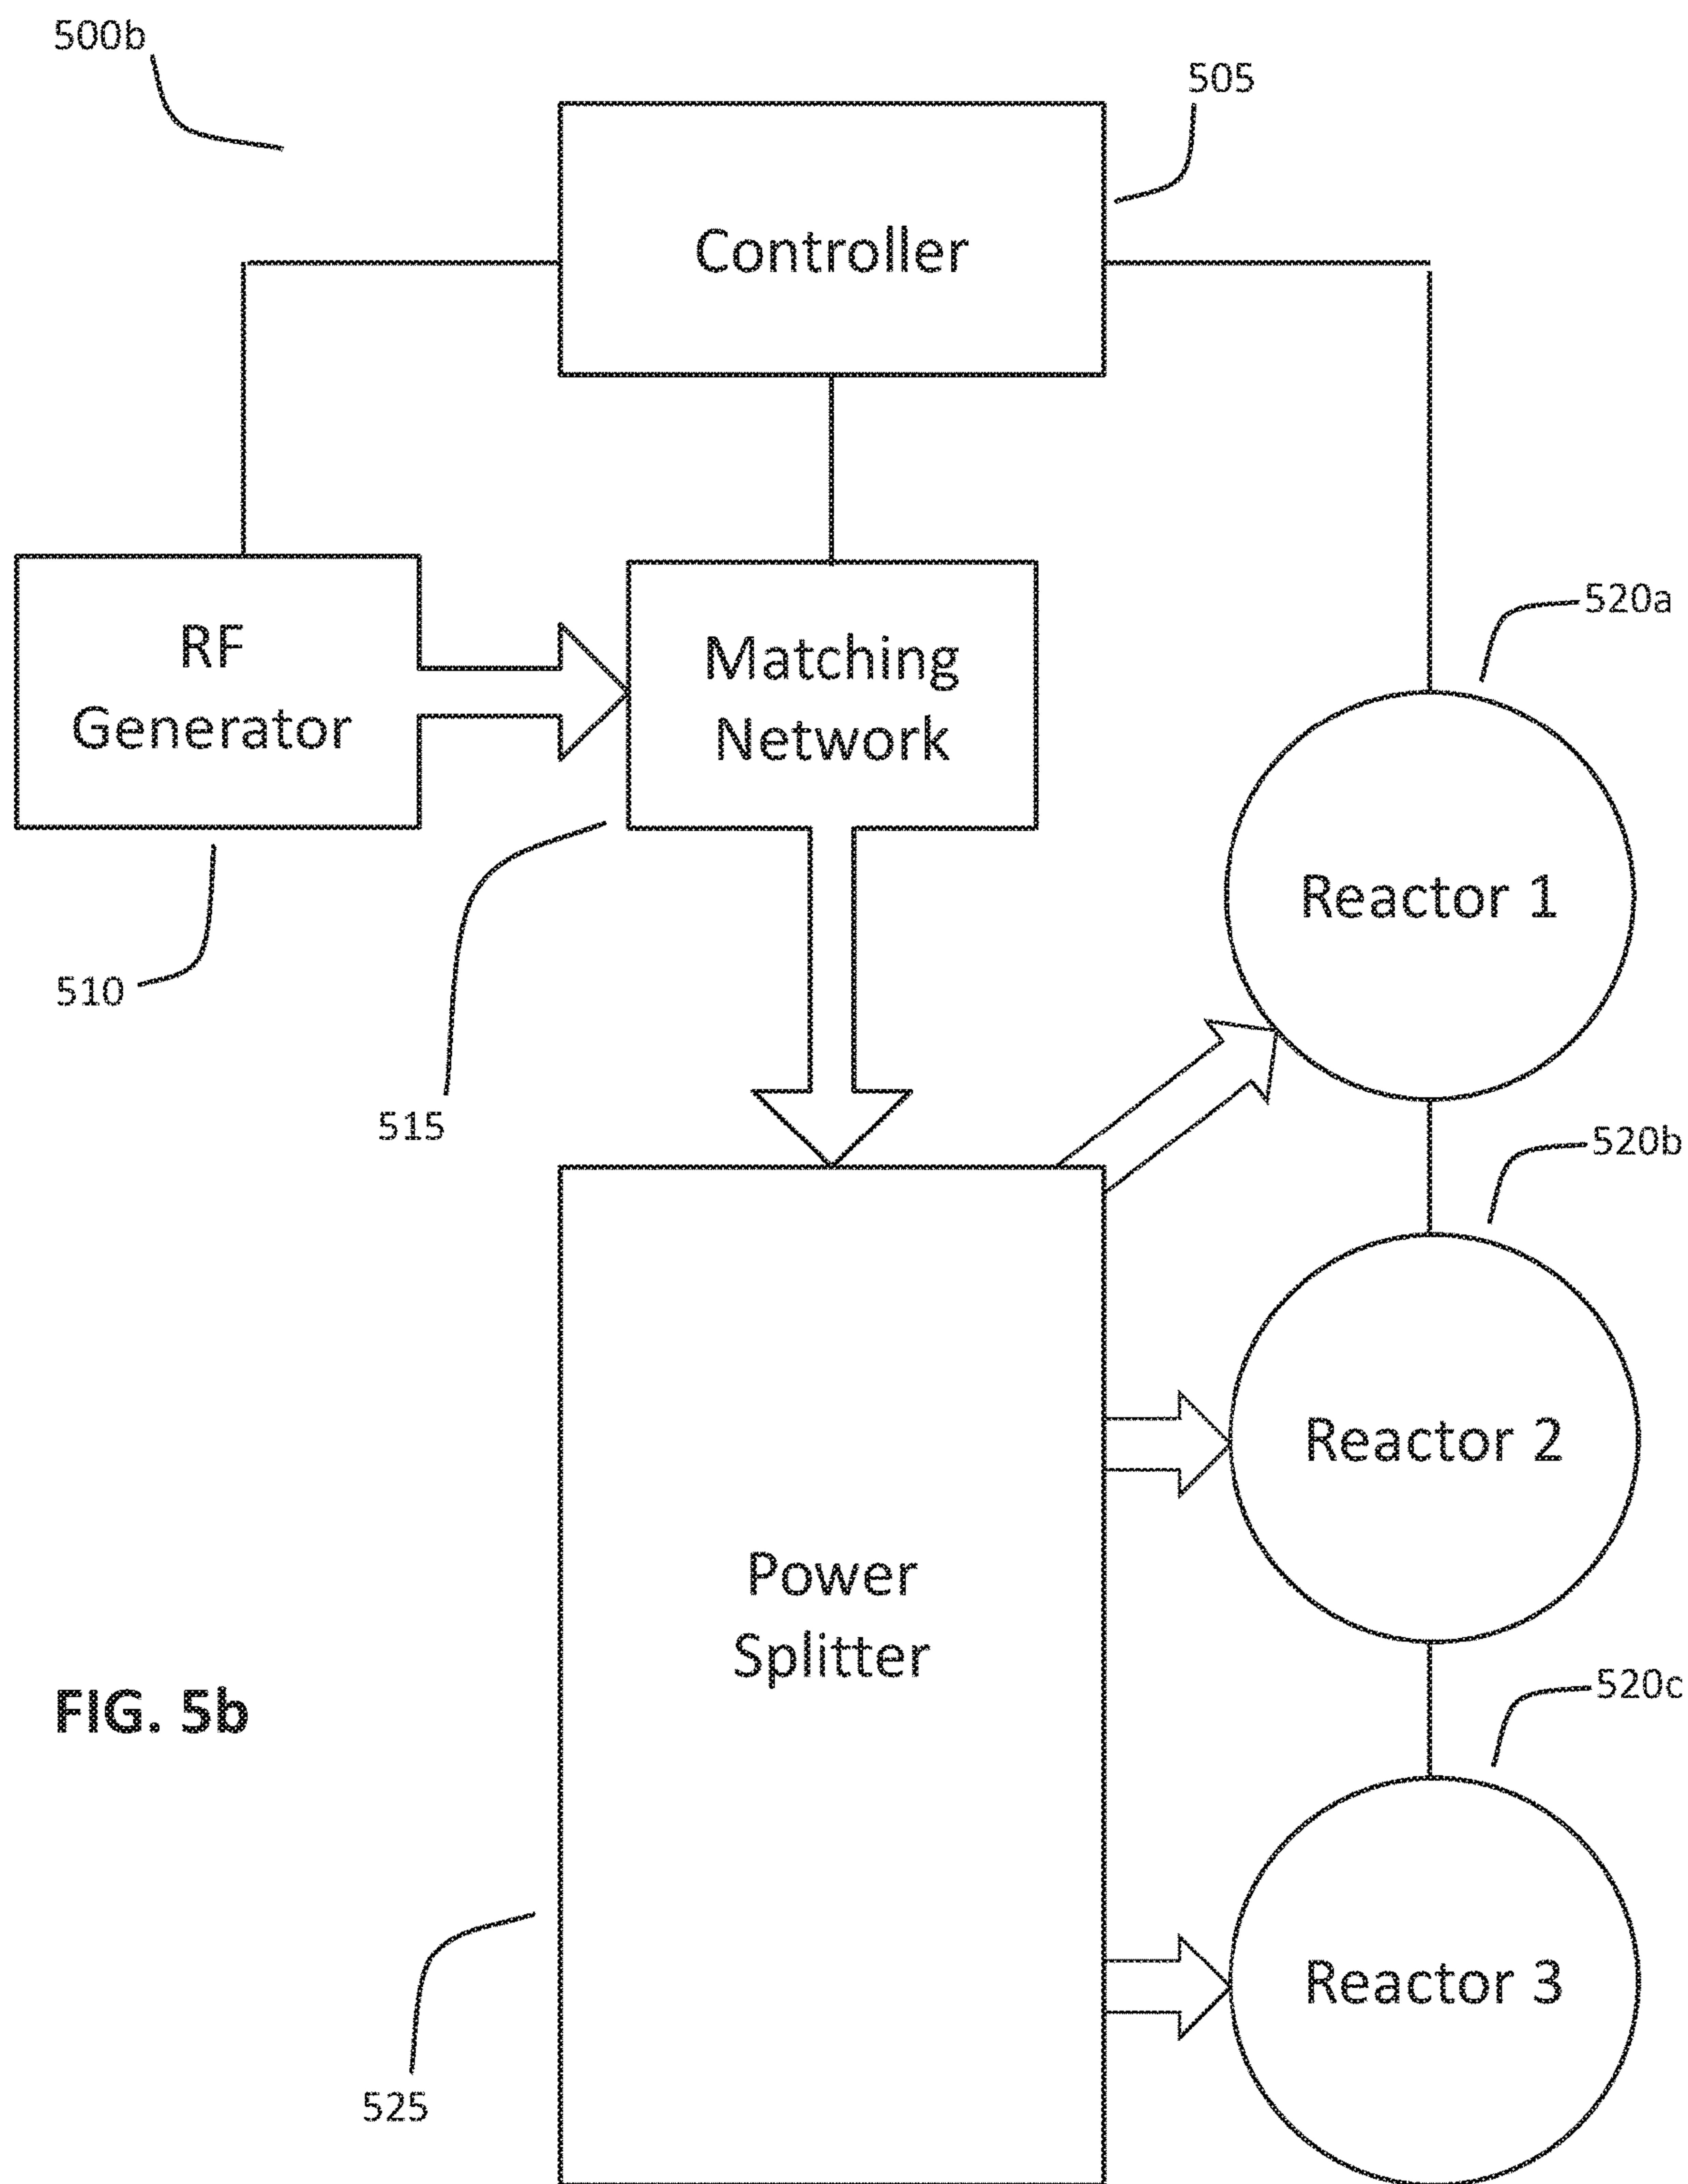 500b
505
Controller
RF
Generator
Matching
Network
520a
Reactor 1
510
515
520b
Reactor 2
Power
Splitter
520c
FIG. 5b
Reactor 3
525